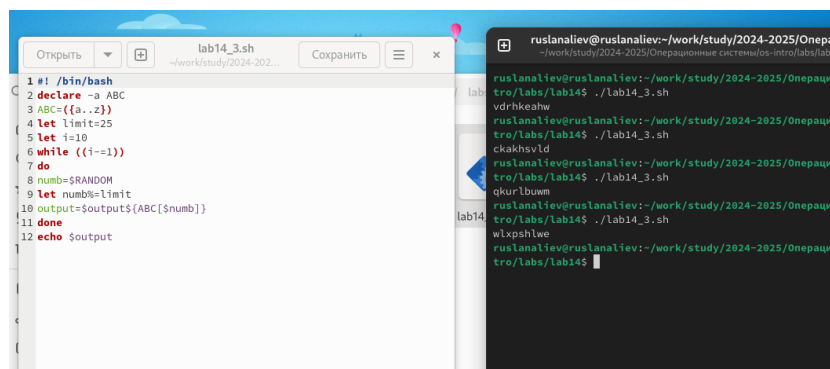 Открыть
lab14_3.sh
~/work/study/2024-202...
Сохранить
1 #! /bin/bash
2 declare -a ABC
3 ABC=({a..z})
4 let limit=25
5 let i=10
6 while ((i-=1))
7 do
8 numb=$RANDOM
9 let numb%=limit
10 output=$output${ABC[$numb]}
11 done
12 echo $output
lab14_
ruslanaliev@ruslanaliev:~/work/study/2024-2025/Опера
~/work/study/2024-2025/Операционные системы/os-intro/labs/lab
ruslanaliev@ruslanaliev:~/work/study/2024-2025/Операци
tro/labs/lab14$ ./lab14_3.sh
vdrhkeahw
ruslanaliev@ruslanaliev:~/work/study/2024-2025/Операци
tro/labs/lab14$ ./lab14_3.sh
ckakhsvld
ruslanaliev@ruslanaliev:~/work/study/2024-2025/Операци
tro/labs/lab14$ ./lab14_3.sh
qkurlbuwm
ruslanaliev@ruslanaliev:~/work/study/2024-2025/Операци
tro/labs/lab14$ ./lab14_3.sh
wlxpshlwe
ruslanaliev@ruslanaliev:~/work/study/2024-2025/Операци
tro/labs/lab14$